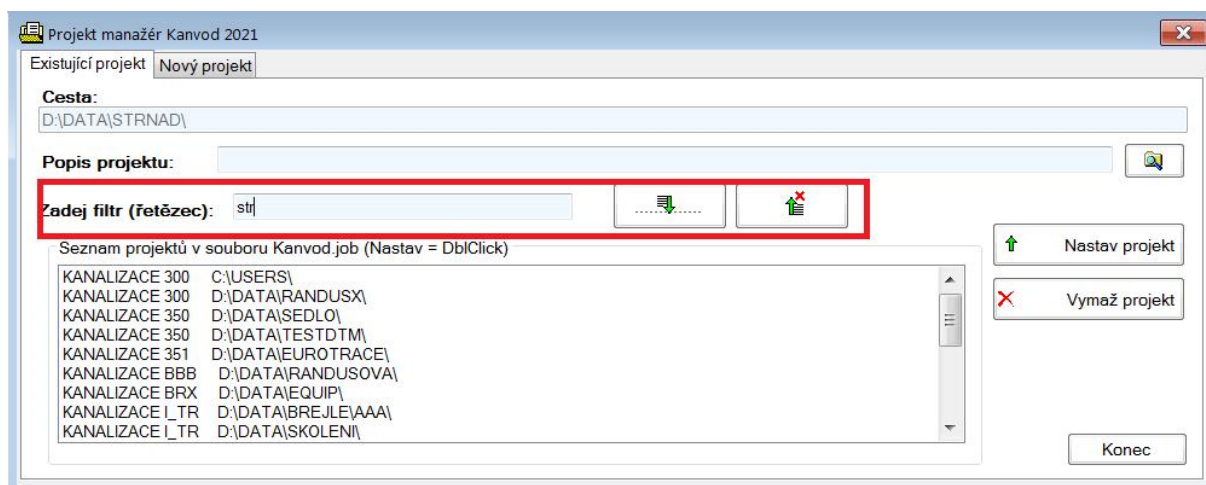 Projekt manažér Kanvod 2021
Existující projekt Nový projekt
Cesta:
D:\DATA\STRNAD\
Popis projektu:
Zadej filtr (řetězec): str
Seznam projektů v souboru Kanvod.job (Nastav = DblClick)
KANALIZACE 300 C:\USERS\
KANALIZACE 300 D:\DATA\RANDUSX\
KANALIZACE 350 D:\DATA\SEDLO\
KANALIZACE 350 D:\DATA\TESTDTM\
KANALIZACE 351 D:\DATA\EUROTRACE\
KANALIZACE BBB D:\DATA\RANDUSOVA\
KANALIZACE BRX D:\DATA\EQUIP\
KANALIZACE I_TR D:\DATA\BREJLE\AAA\
KANALIZACE I_TR D:\DATA\SKOLENI\
Nastav projekt
Vymaž projekt
Konec